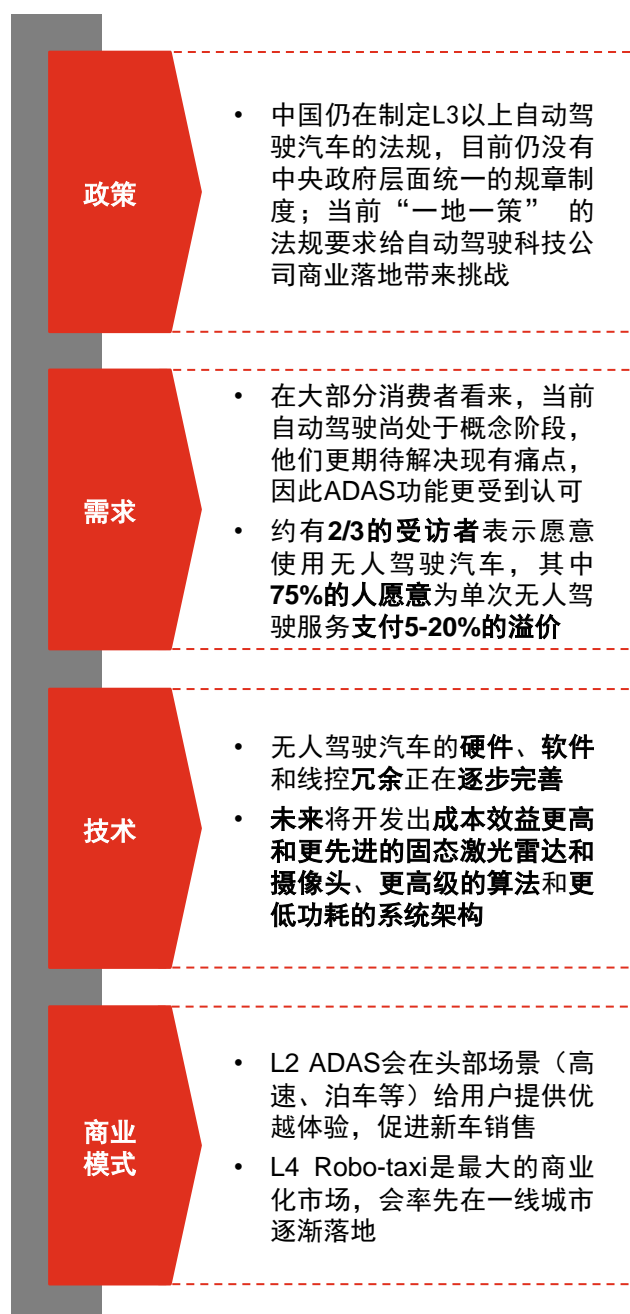 政策
• 中国仍在制定L3以上自动驾
驶汽车的法规，目前仍没有
中央政府层面统一的规章制
度；当前“一地一策” 的
法规要求给自动驾驶科技公
司商业落地带来挑战
需求
• 在大部分消费者看来，当前
自动驾驶尚处于概念阶段，
他们更期待解决现有痛点，
因此ADAS功能更受到认可
• 约有2/3的受访者表示愿意
使用无人驾驶汽车，其中
75%的人愿意为单次无人驾
驶服务支付5-20%的溢价
技术
• 无人驾驶汽车的硬件、软件
和线控冗余正在逐步完善
• 未来将开发出成本效益更高
和更先进的固态激光雷达和
摄像头、更高级的算法和更
低功耗的系统架构
商业
模式
• L2 ADAS会在头部场景（高
速、泊车等）给用户提供优
越体验，促进新车销售
• L4 Robo-taxi是最大的商业
化市场，会率先在一线城市
逐渐落地